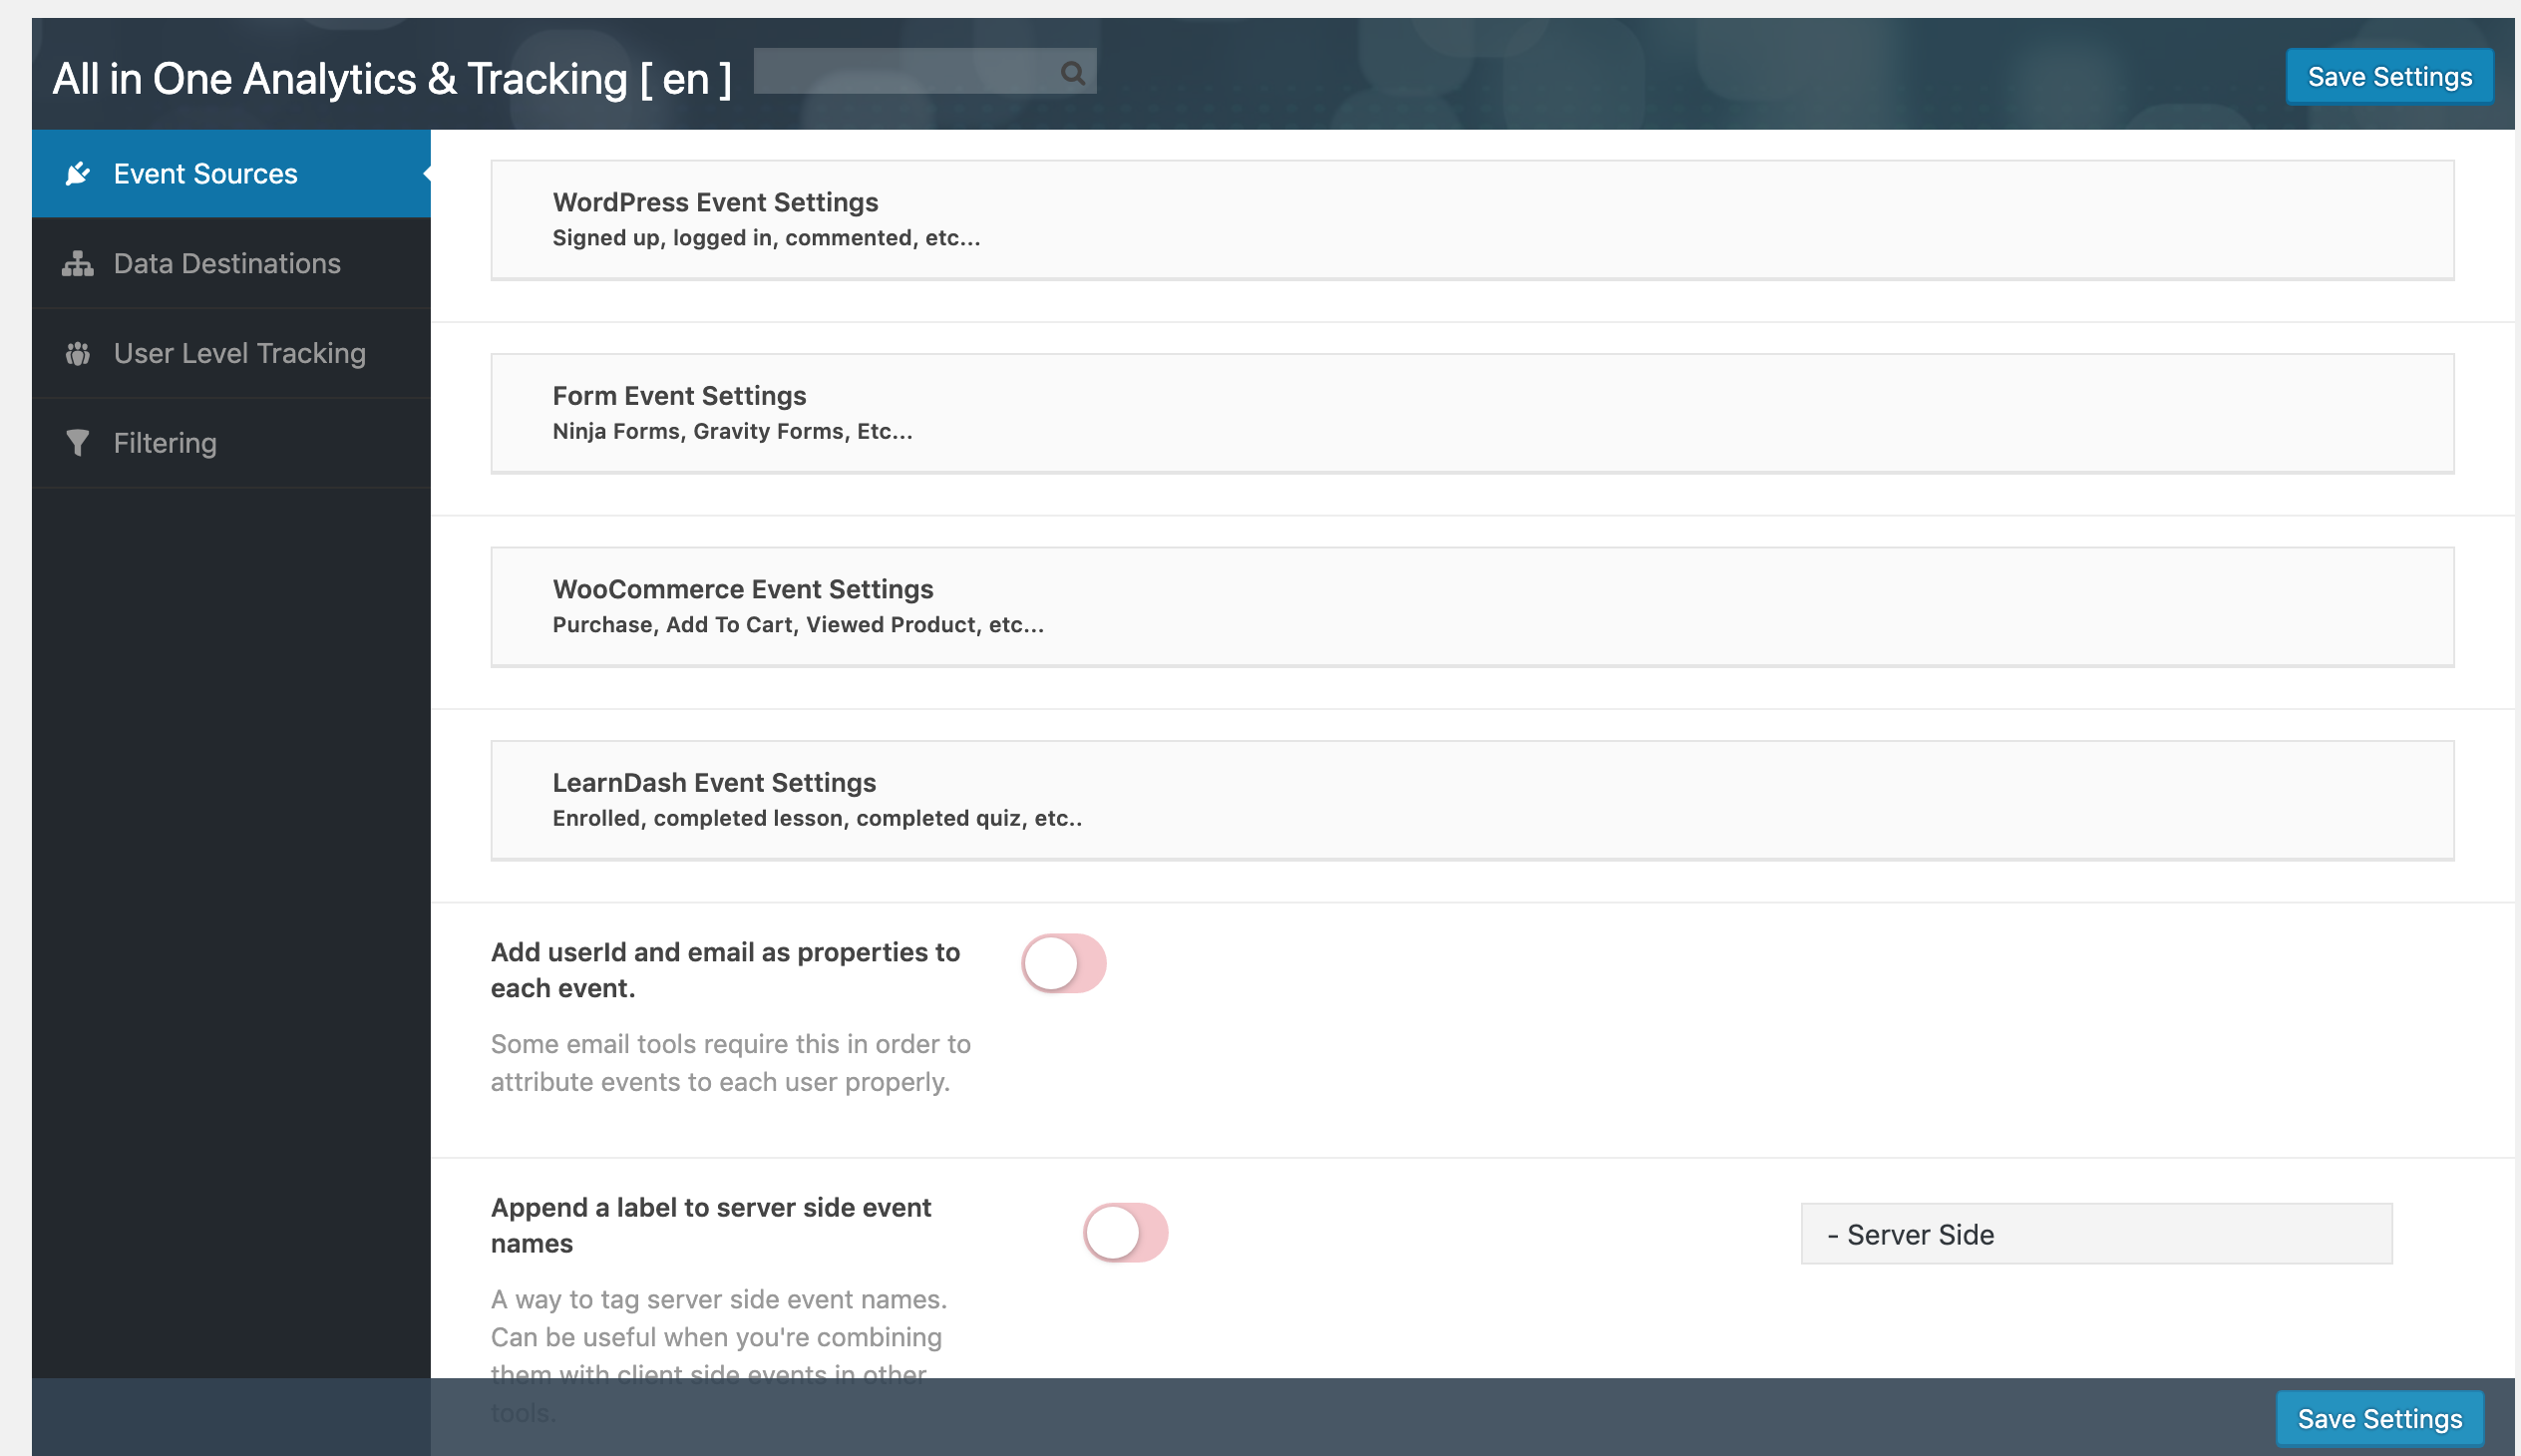 All in One Analytics & Tracking [ en ]
Save Settings
Event Sources
Data Destinations
User Level Tracking
Filtering
WordPress Event Settings
Signed up, logged in, commented, etc...
Form Event Settings
Ninja Forms, Gravity Forms, Etc...
WooCommerce Event Settings
Purchase, Add To Cart, Viewed Product, etc...
LearnDash Event Settings
Enrolled, completed lesson, completed quiz, etc..
Add userId and email as properties to
each event.
Some email tools require this in order to
attribute events to each user properly.
Append a label to server side event
names
- Server Side
A way to tag server side event names.
Can be useful when you're combining
them with client side events in other
tools.
Save Settings